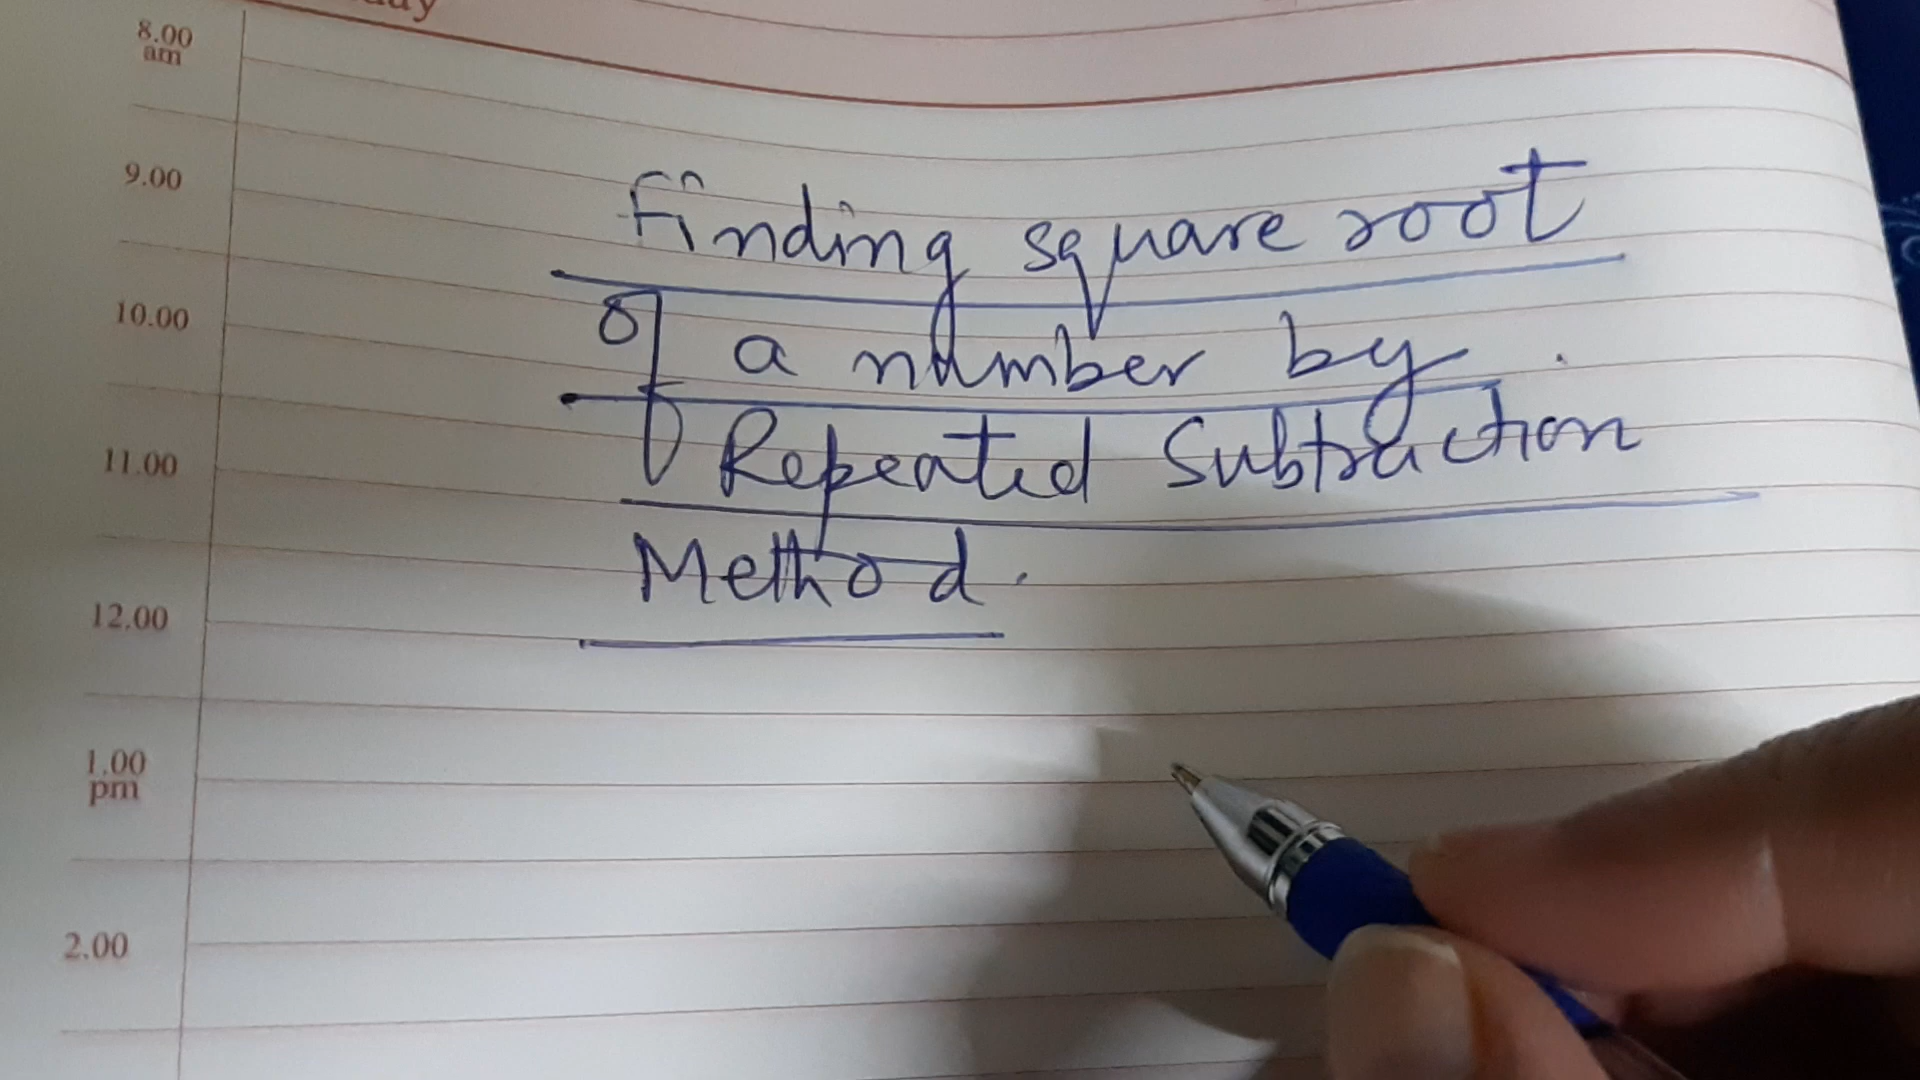 8.00
am
9.00
Finding square root
10.00
of a number by
11.00
Repeated Subtraction
Method.
12.00
1.00
pm
2.00